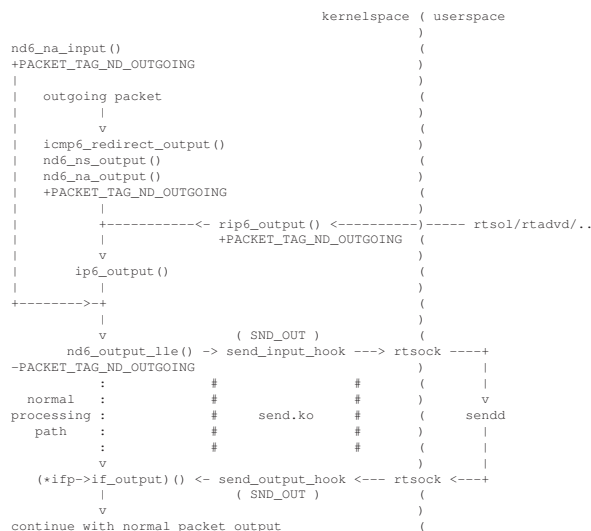 kernelspace ( userspace
)
nd6_na_input() (
+PACKET_TAG_ND_OUTGOING )
| )
| outgoing packet (
| | )
| v (
| icmp6_redirect_output() )
| nd6_ns_output() (
| nd6_na_output() )
| +PACKET_TAG_ND_OUTGOING (
| | )
| +-----------<- rip6_output() <----------)----- rtsol/rtadvd/..
| | +PACKET_TAG_ND_OUTGOING (
| v )
| ip6_output() (
| | )
+-------->-+ (
| )
v ( SND_OUT ) (
nd6_output_lle() -> send_input_hook ---> rtsock ----+
-PACKET_TAG_ND_OUTGOING ) |
: # # ( |
normal : # # ) v
processing : # send.ko # ( sendd
path : # # ) |
: # # ( |
v ) |
(*ifp->if_output)() <- send_output_hook <--- rtsock <---+
| ( SND_OUT ) (
v )
continue with normal packet output (